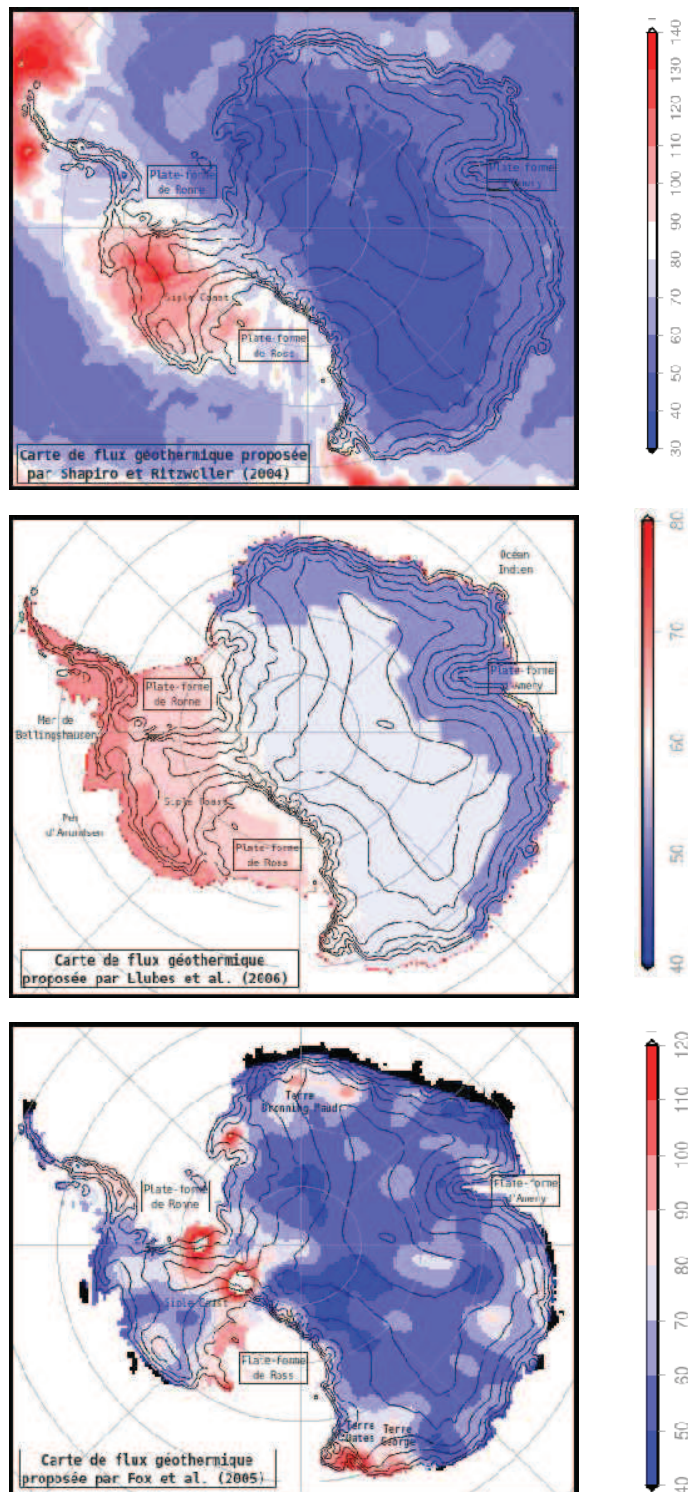 Plate-forme
de Ronne
Plate-forme
d'Amery
Siple Coast
Plate-forme
de Ross
Carte de flux géothermique proposée
par Shapiro et Ritzwoller (2004)
30 40 50 60 70 80 90 100 110 120 130 140
Océan
Indien
Plate-forme
de Ronne
Plate-forme
d'Amery
Mer de
Bellingshausen
Siple Coast
Mer
d'Amundsen
Plate-forme
de Ross
Carte de flux géothermique
proposée par Llubes et al. (2006)
40 50 60 70 80
Terre
Dronning Maud
Plate-forme
de Ronne
Plate-forme
d'Amery
Siple Coast
Plate-forme
de Ross
Terre
Oates
Terre
George
Carte de flux géothermique
proposée par Fox et al. (2005)
40 50 60 70 80 90 100 110 120